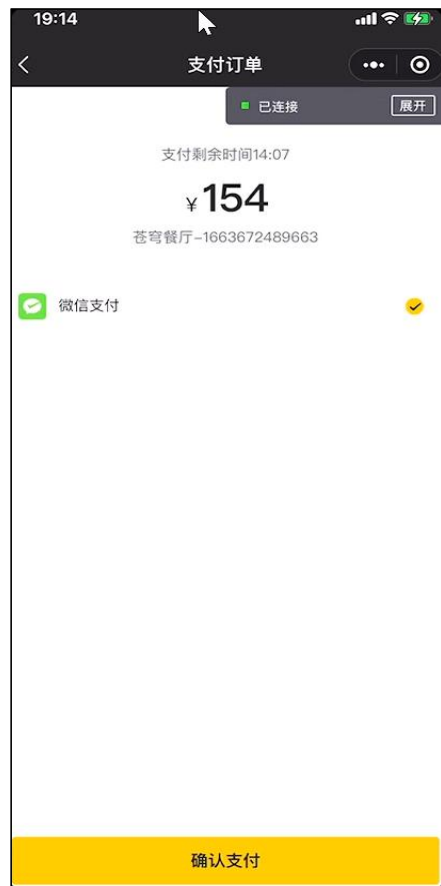 19:14
支付订单
已连接 展开
支付剩余时间14:07
¥154
苍穹餐厅-1663672489663
微信支付
确认支付